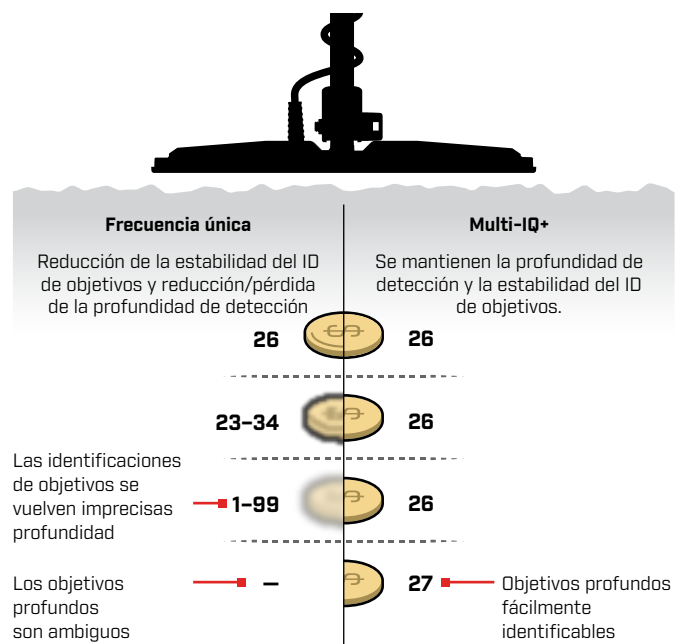 Frecuencia única
Reducción de la estabilidad del ID
de objetivos y reducción/pérdida
de la profundidad de detección
Multi-IQ+
Se mantienen la profundidad de
detección y la estabilidad del ID
de objetivos.
26
26
23–34
26
Las identificaciones
de objetivos se
vuelven imprecisas
profundidad
1–99
26
Los objetivos
profundos
son ambiguos
–
27
Objetivos profundos
fácilmente
identificables